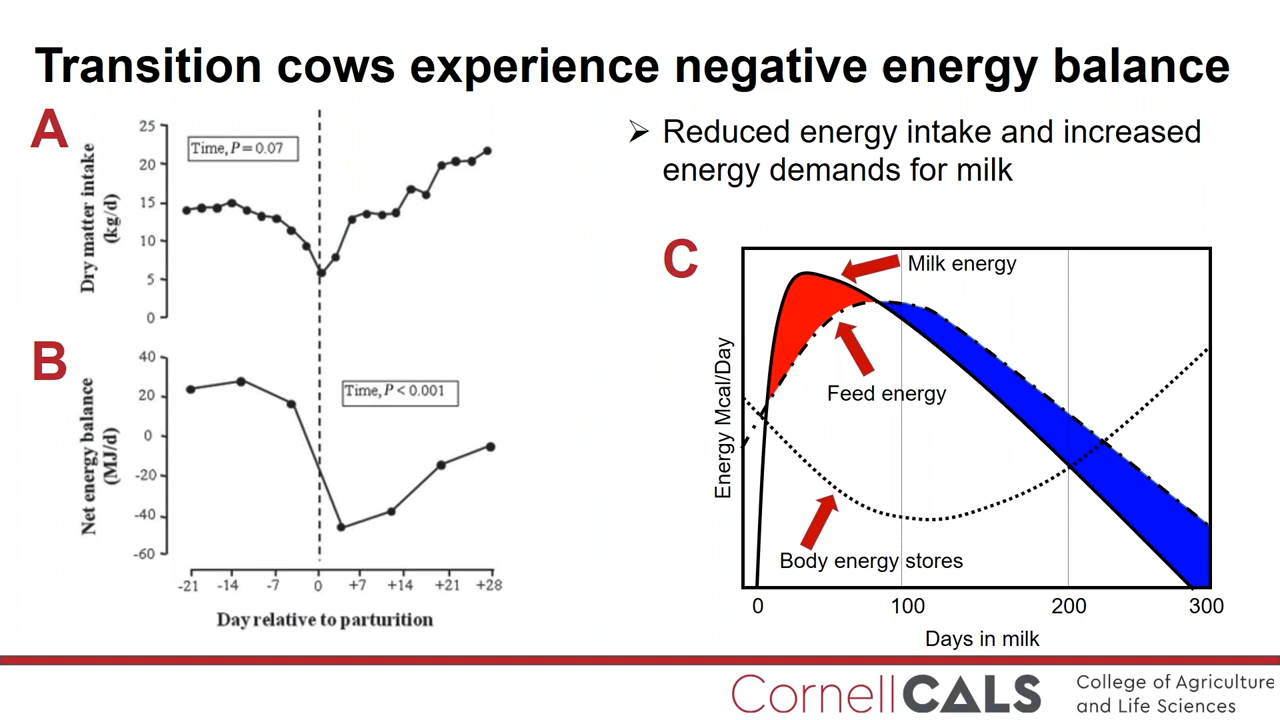 Transition cows experience negative energy balance
A
Dry matter intake
(kg/d)
25
20
15
10
5
0
Time, P = 0.07
B
Net energy balance
(MJ/d)
40
20
0
-20
-40
-60
Time, P < 0.001
-21 -14 -7 0 +7 +14 +21 +28
Day relative to parturition
➢ Reduced energy intake and increased
energy demands for milk
C
Energy Mcal/Day
Milk energy
Feed energy
Body energy stores
0 100 200 300
Days in milk
CornellCALS
College of Agriculture
and Life Sciences